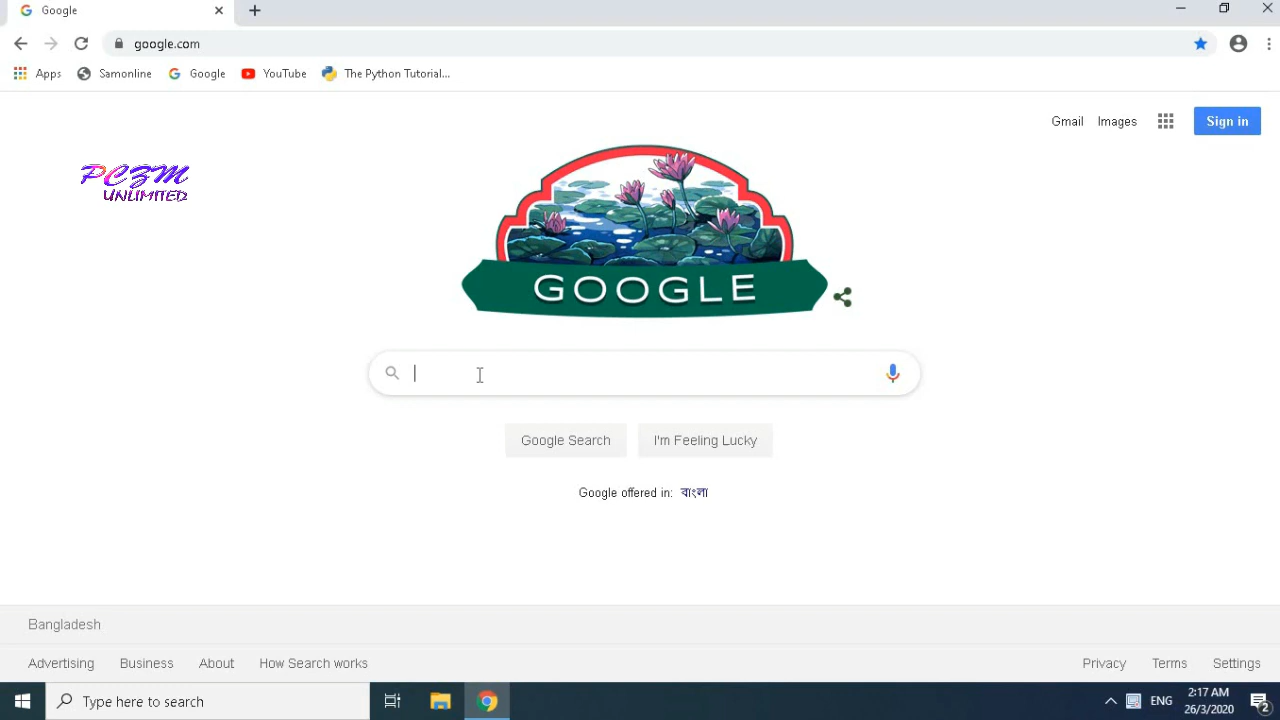 Google
google.com
Apps Samonline Google YouTube The Python Tutorial...
Gmail Images Sign in
PCZM
UNLIMITED
GOOGLE
Google Search I'm Feeling Lucky
Google offered in: বাংলা
Bangladesh
Advertising Business About How Search works Privacy Terms Settings
Type here to search ENG 2:17 AM
26/3/2020 2